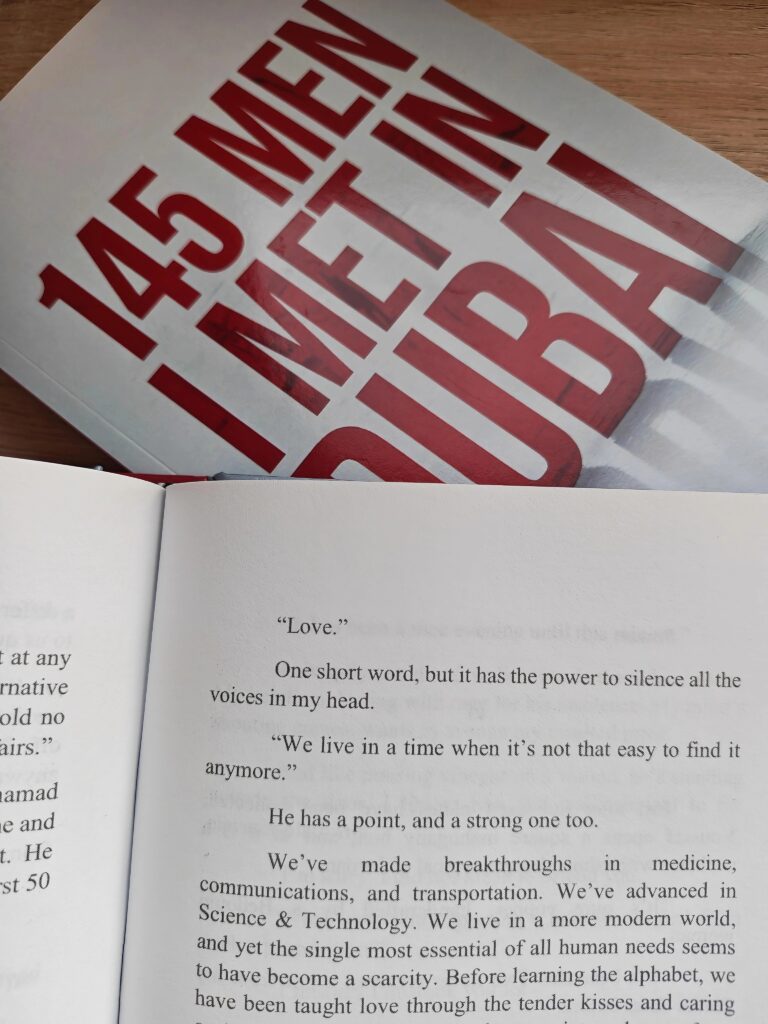 145 MEN
I MET IN
DUBAI
t at any
rnative
old no
airs.”
namad
e and
t. He
rst 50
“Love.”
One short word, but it has the power to silence all the
voices in my head.
“We live in a time when it’s not that easy to find it
anymore.”
He has a point, and a strong one too.
We’ve made breakthroughs in medicine,
communications, and transportation. We’ve advanced in
Science & Technology. We live in a more modern world,
and yet the single most essential of all human needs seems
to have become a scarcity. Before learning the alphabet, we
have been taught love through the tender kisses and caring